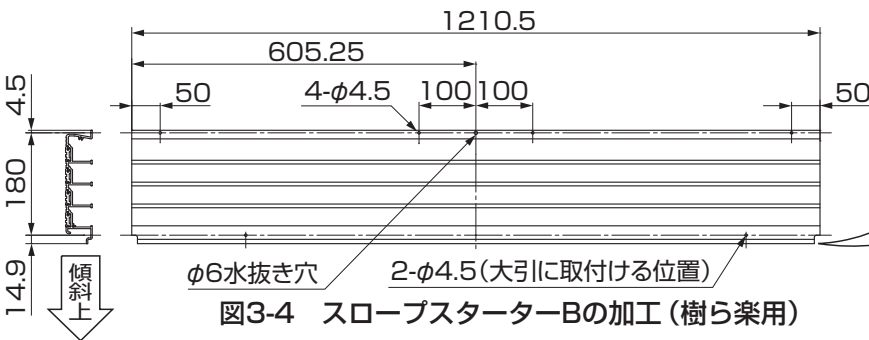 1210.5
605.25
50
4-φ4.5
100
100
50
4.5
180
14.9
傾斜上
φ6水抜き穴
2-φ4.5(大引に取付ける位置)
図3-4 スロープスターターBの加工(樹ら楽用)